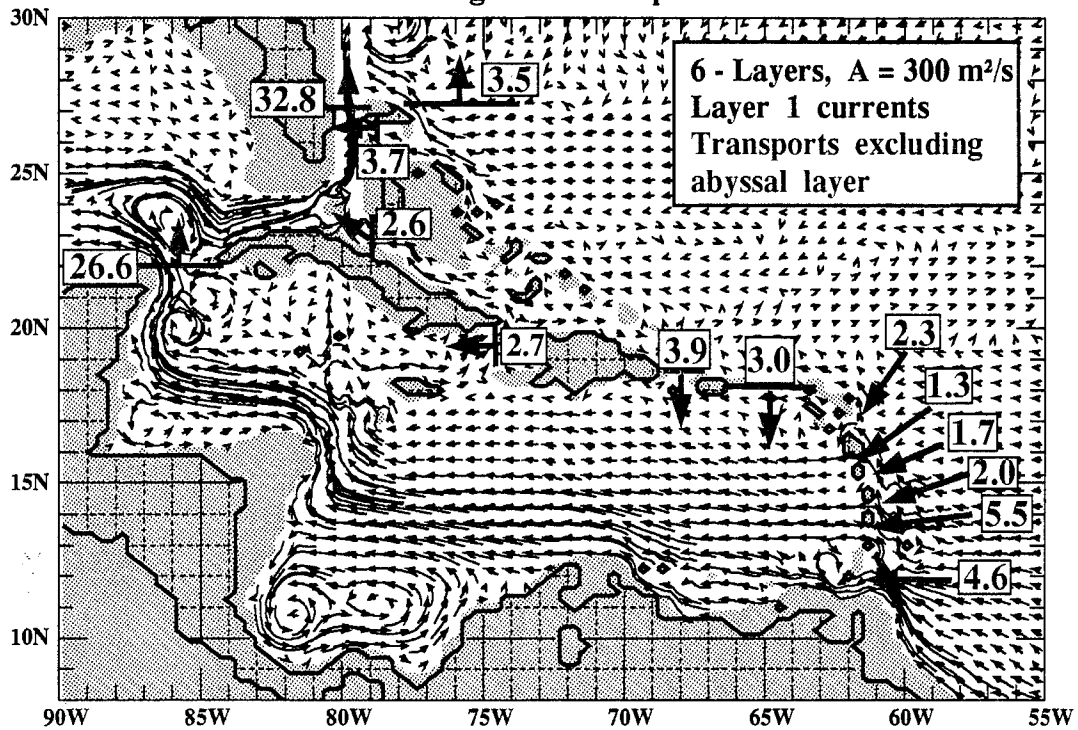 30N
25N
20N
15N
10N
6 - Layers, A = 300 m²/s
Layer 1 currents
Transports excluding
abyssal layer
3.5
32.8
3.7
2.6
26.6
2.7
3.9
3.0
2.3
1.3
1.7
2.0
5.5
4.6
90W 85W 80W 75W 70W 65W 60W 55W